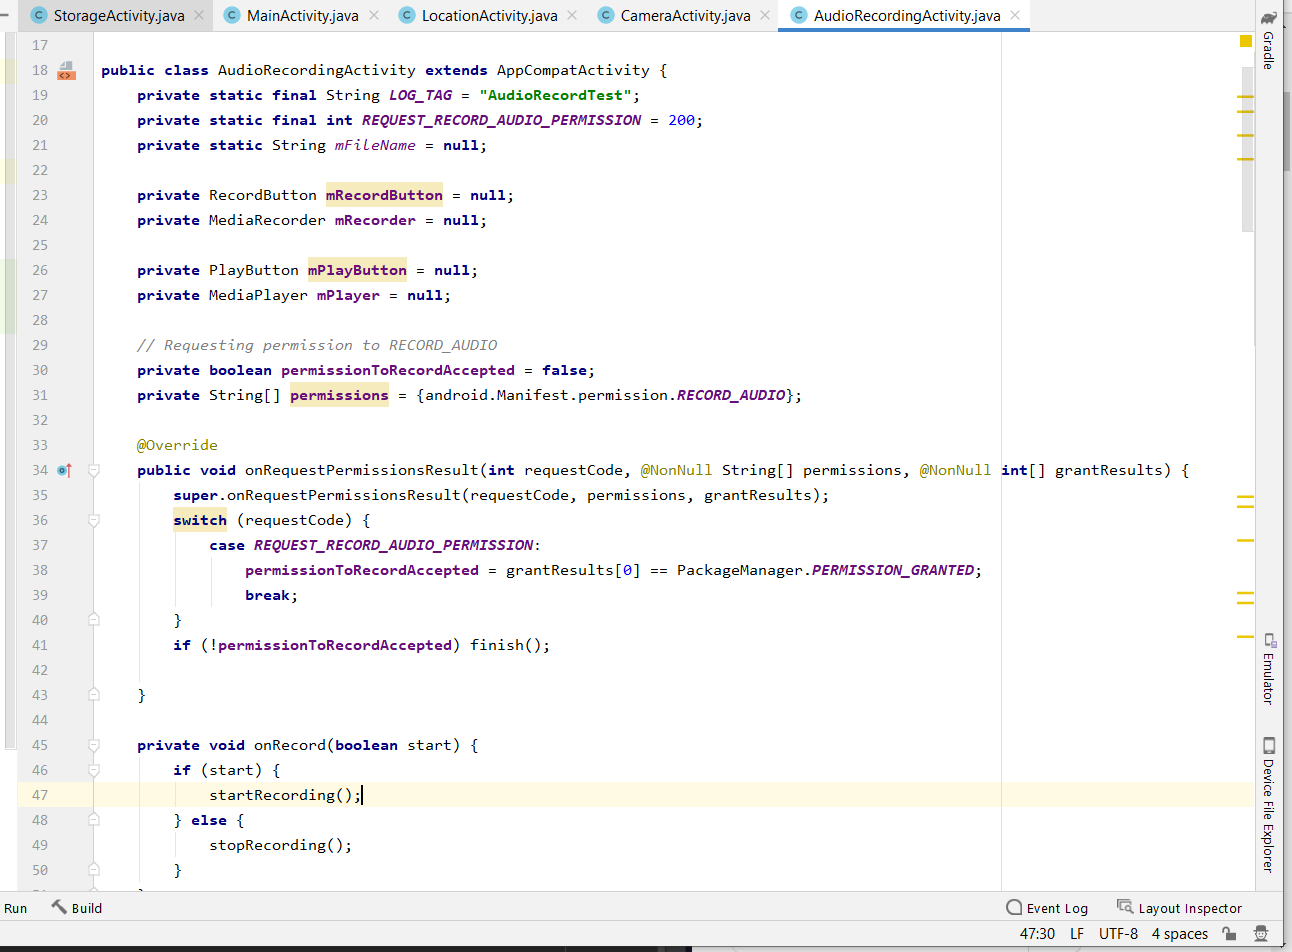 StorageActivity.java MainActivity.java LocationActivity.java CameraActivity.java AudioRecordingActivity.java
17
18 public class AudioRecordingActivity extends AppCompatActivity {
19 private static final String LOG_TAG = "AudioRecordTest";
20 private static final int REQUEST_RECORD_AUDIO_PERMISSION = 200;
21 private static String mFileName = null;
22
23 private RecordButton mRecordButton = null;
24 private MediaRecorder mRecorder = null;
25
26 private PlayButton mPlayButton = null;
27 private MediaPlayer mPlayer = null;
28
29 // Requesting permission to RECORD_AUDIO
30 private boolean permissionToRecordAccepted = false;
31 private String[] permissions = {android.Manifest.permission.RECORD_AUDIO};
32
33 @Override
34 public void onRequestPermissionsResult(int requestCode, @NonNull String[] permissions, @NonNull int[] grantResults) {
35 super.onRequestPermissionsResult(requestCode, permissions, grantResults);
36 switch (requestCode) {
37 case REQUEST_RECORD_AUDIO_PERMISSION:
38 permissionToRecordAccepted = grantResults[0] == PackageManager.PERMISSION_GRANTED;
39 break;
40 }
41 if (!permissionToRecordAccepted) finish();
42
43 }
44
45 private void onRecord(boolean start) {
46 if (start) {
47 startRecording();
48 } else {
49 stopRecording();
50 }
Gradle
Emulator
Device File Explorer
Run Build Event Log Layout Inspector
47:30 LF UTF-8 4 spaces